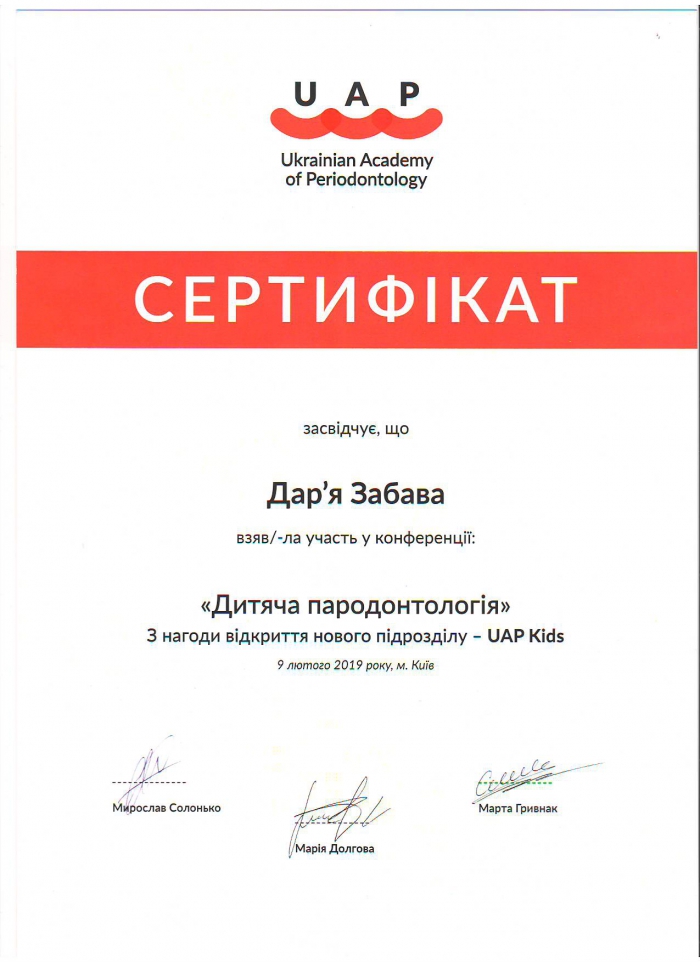 UAP
Ukrainian Academy
of Periodontology
СЕРТИФІКАТ
засвідчує, що
Дар’я Забава
взяв/-ла участь у конференції:
«Дитяча пародонтологія»
З нагоди відкриття нового підрозділу – UAP Kids
9 лютого 2019 року, м. Київ
Мирослав Солонько
Марта Гривнак
Марія Долгова